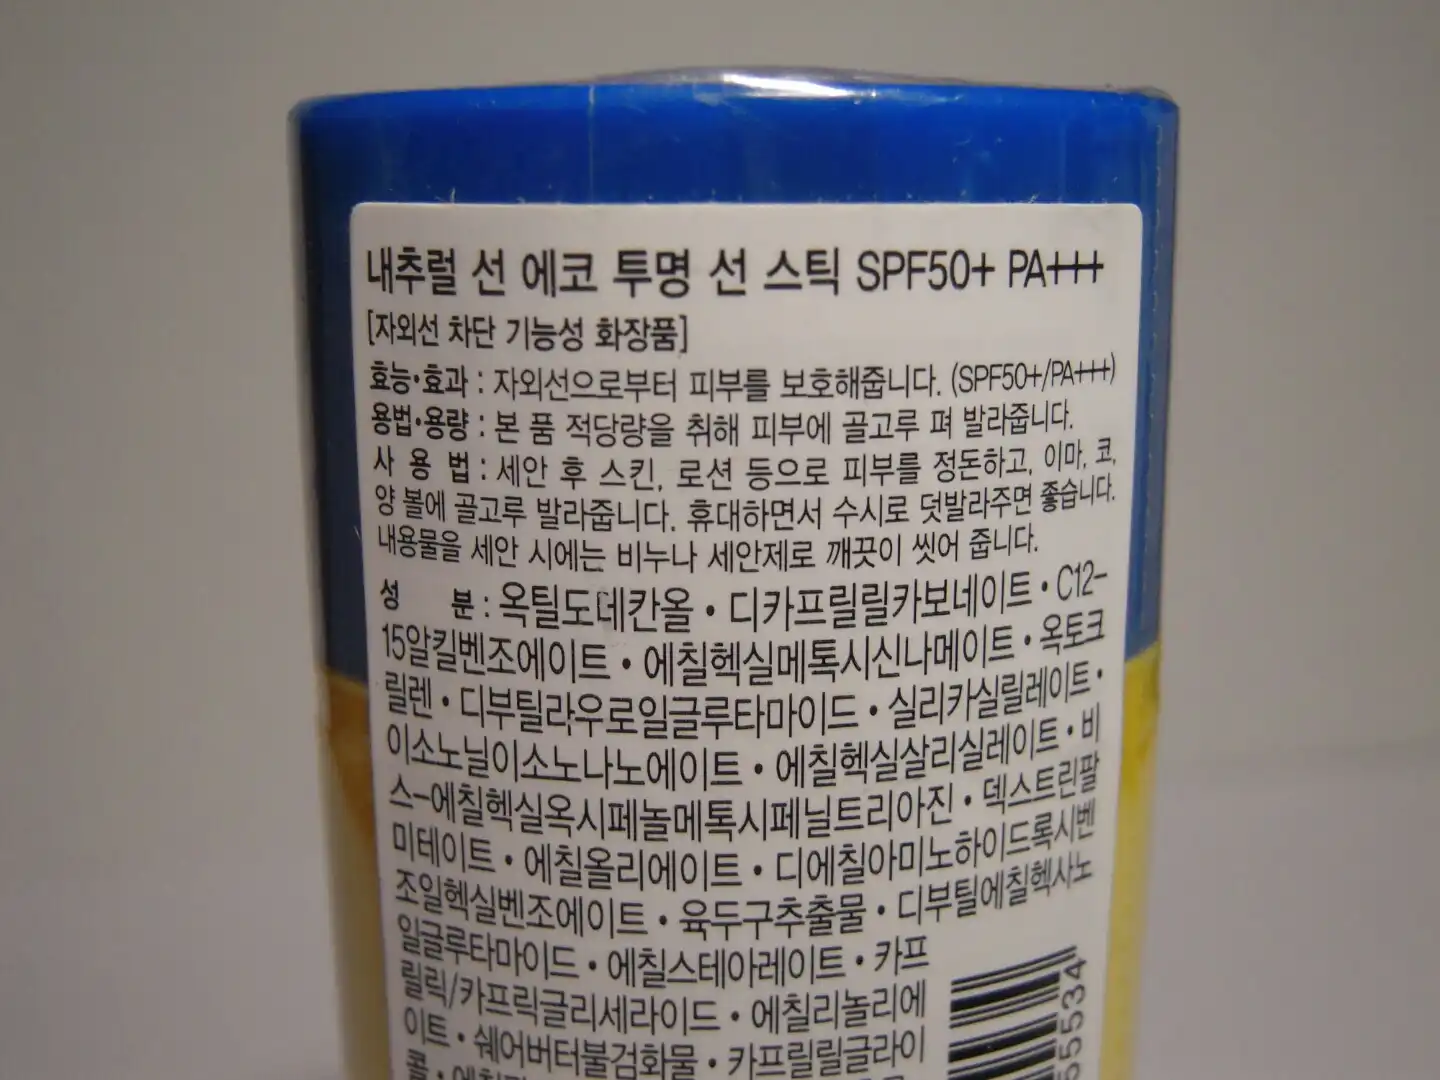 내추럴 선 에코 투명 선 스틱 SPF50+ PA+++
[자외선 차단 기능성 화장품]
효능·효과 : 자외선으로부터 피부를 보호해줍니다. (SPF50+/PA+++)
용법·용량 : 본 품 적당량을 취해 피부에 골고루 펴 발라줍니다.
사 용 법 : 세안 후 스킨, 로션 등으로 피부를 정돈하고, 이마, 코,
양 볼에 골고루 발라줍니다. 휴대하면서 수시로 덧발라주면 좋습니다.
내용물을 세안 시에는 비누나 세안제로 깨끗이 씻어 줍니다.
성 분 : 옥틸도데칸올 · 디카프릴릴카보네이트 · C12-
15알킬벤조에이트 · 에칠헥실메톡시신나메이트 · 옥토크
릴렌 · 디부틸라우로일글루타마이드 · 실리카실릴레이트 ·
이소노닐이소노나노에이트 · 에칠헥실살리실레이트 · 비
스-에칠헥실옥시페놀메톡시페닐트리아진 · 덱스트린팔
미테이트 · 에칠올리에이트 · 디에칠아미노하이드록시벤
조일헥실벤조에이트 · 육두구추출물 · 디부틸에칠헥사노
일글루타마이드 · 에칠스테아레이트 · 카프
릴릭/카프릭글리세라이드 · 에칠리놀리에
이트 · 쉐어버터불검화물 · 카프릴릴글라이
콜
55534